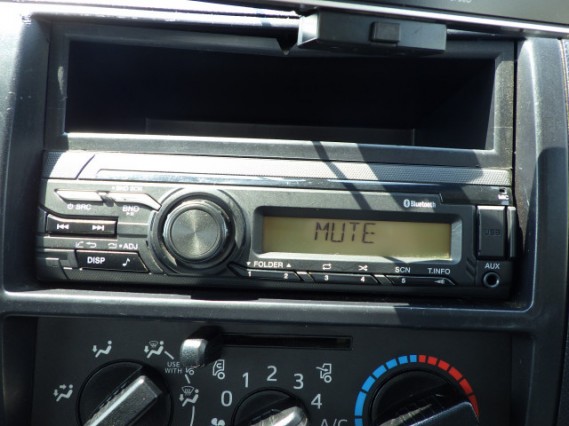 Bluetooth
SRC
BND
MUTE
USB
ADJ
DISP
FOLDER
SCN
T.INFO
AUX
1 2 3 4 5
USE
WITH
0 1 2 3 4
A/C